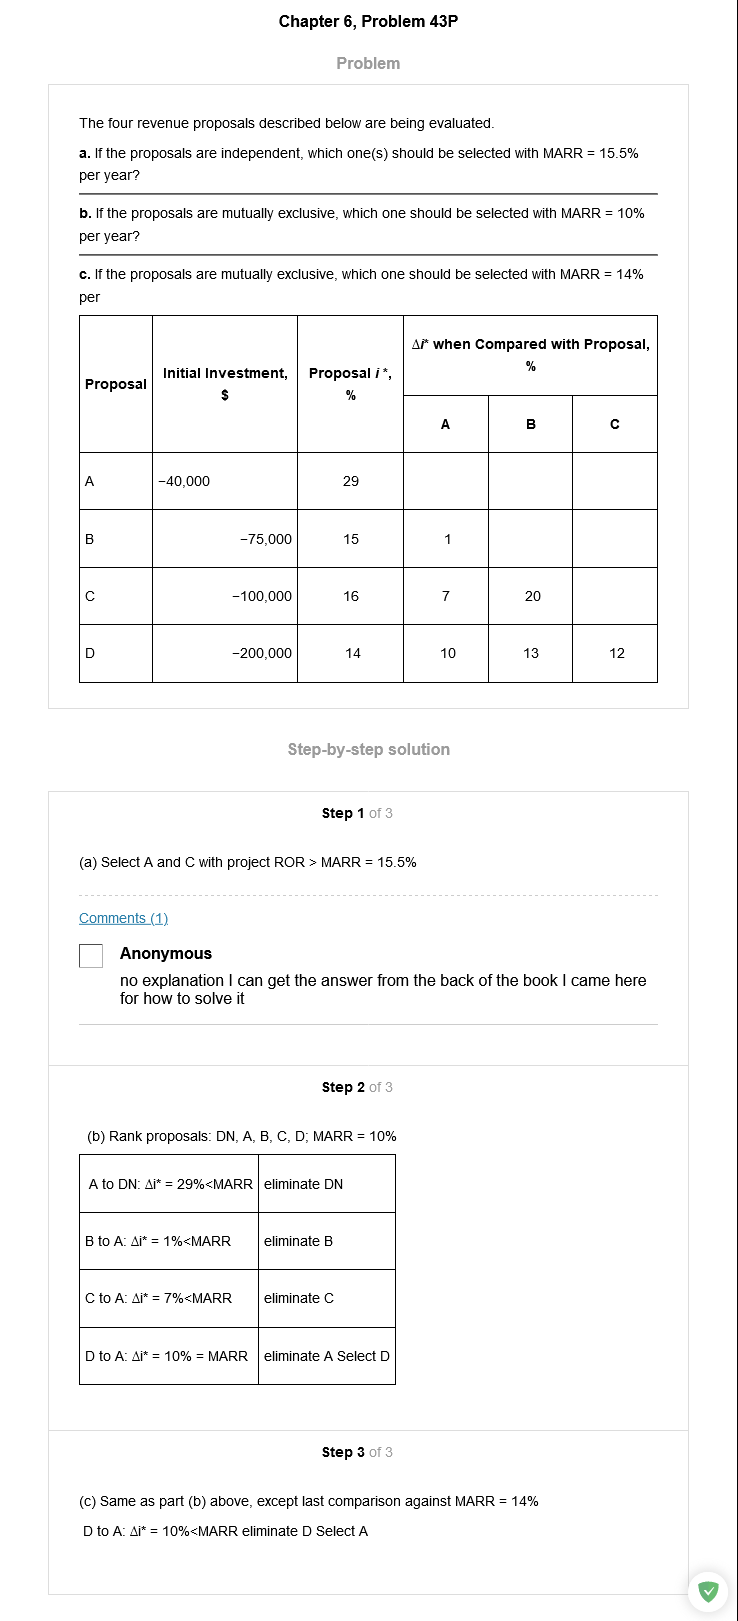 Chapter 6, Problem 43P
Problem
The four revenue proposals described below are being evaluated.
a. If the proposals are independent, which one(s) should be selected with MARR = 15.5%
per year?
b. If the proposals are mutually exclusive, which one should be selected with MARR = 10%
per year?
c. If the proposals are mutually exclusive, which one should be selected with MARR = 14%
per
Proposal
Initial Investment,
$
Proposal i *,
%
Δi* when Compared with Proposal,
%
A B C
A −40,000 29
B −75,000 15 1
C −100,000 16 7 20
D −200,000 14 10 13 12
Step-by-step solution
Step 1 of 3
(a) Select A and C with project ROR > MARR = 15.5%
Comments (1)
Anonymous
no explanation I can get the answer from the back of the book I came here
for how to solve it
Step 2 of 3
(b) Rank proposals: DN, A, B, C, D; MARR = 10%
A to DN: Δi* = 29%<MARR eliminate DN
B to A: Δi* = 1%<MARR eliminate B
C to A: Δi* = 7%<MARR eliminate C
D to A: Δi* = 10% = MARR eliminate A Select D
Step 3 of 3
(c) Same as part (b) above, except last comparison against MARR = 14%
D to A: Δi* = 10%<MARR eliminate D Select A